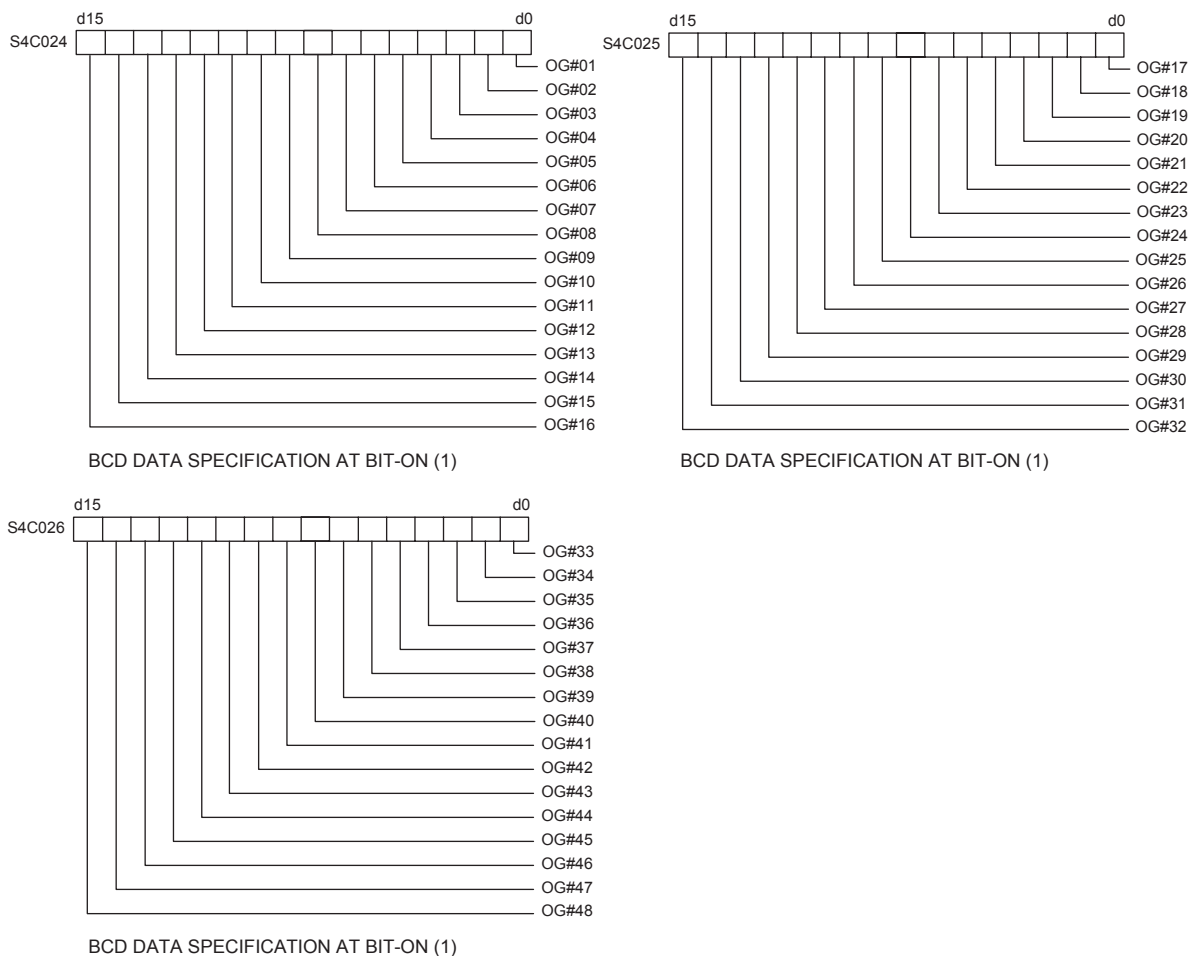 d15 d0
S4C024
OG#01
OG#02
OG#03
OG#04
OG#05
OG#06
OG#07
OG#08
OG#09
OG#10
OG#11
OG#12
OG#13
OG#14
OG#15
OG#16
BCD DATA SPECIFICATION AT BIT-ON (1)
d15 d0
S4C025
OG#17
OG#18
OG#19
OG#20
OG#21
OG#22
OG#23
OG#24
OG#25
OG#26
OG#27
OG#28
OG#29
OG#30
OG#31
OG#32
BCD DATA SPECIFICATION AT BIT-ON (1)
d15 d0
S4C026
OG#33
OG#34
OG#35
OG#36
OG#37
OG#38
OG#39
OG#40
OG#41
OG#42
OG#43
OG#44
OG#45
OG#46
OG#47
OG#48
BCD DATA SPECIFICATION AT BIT-ON (1)